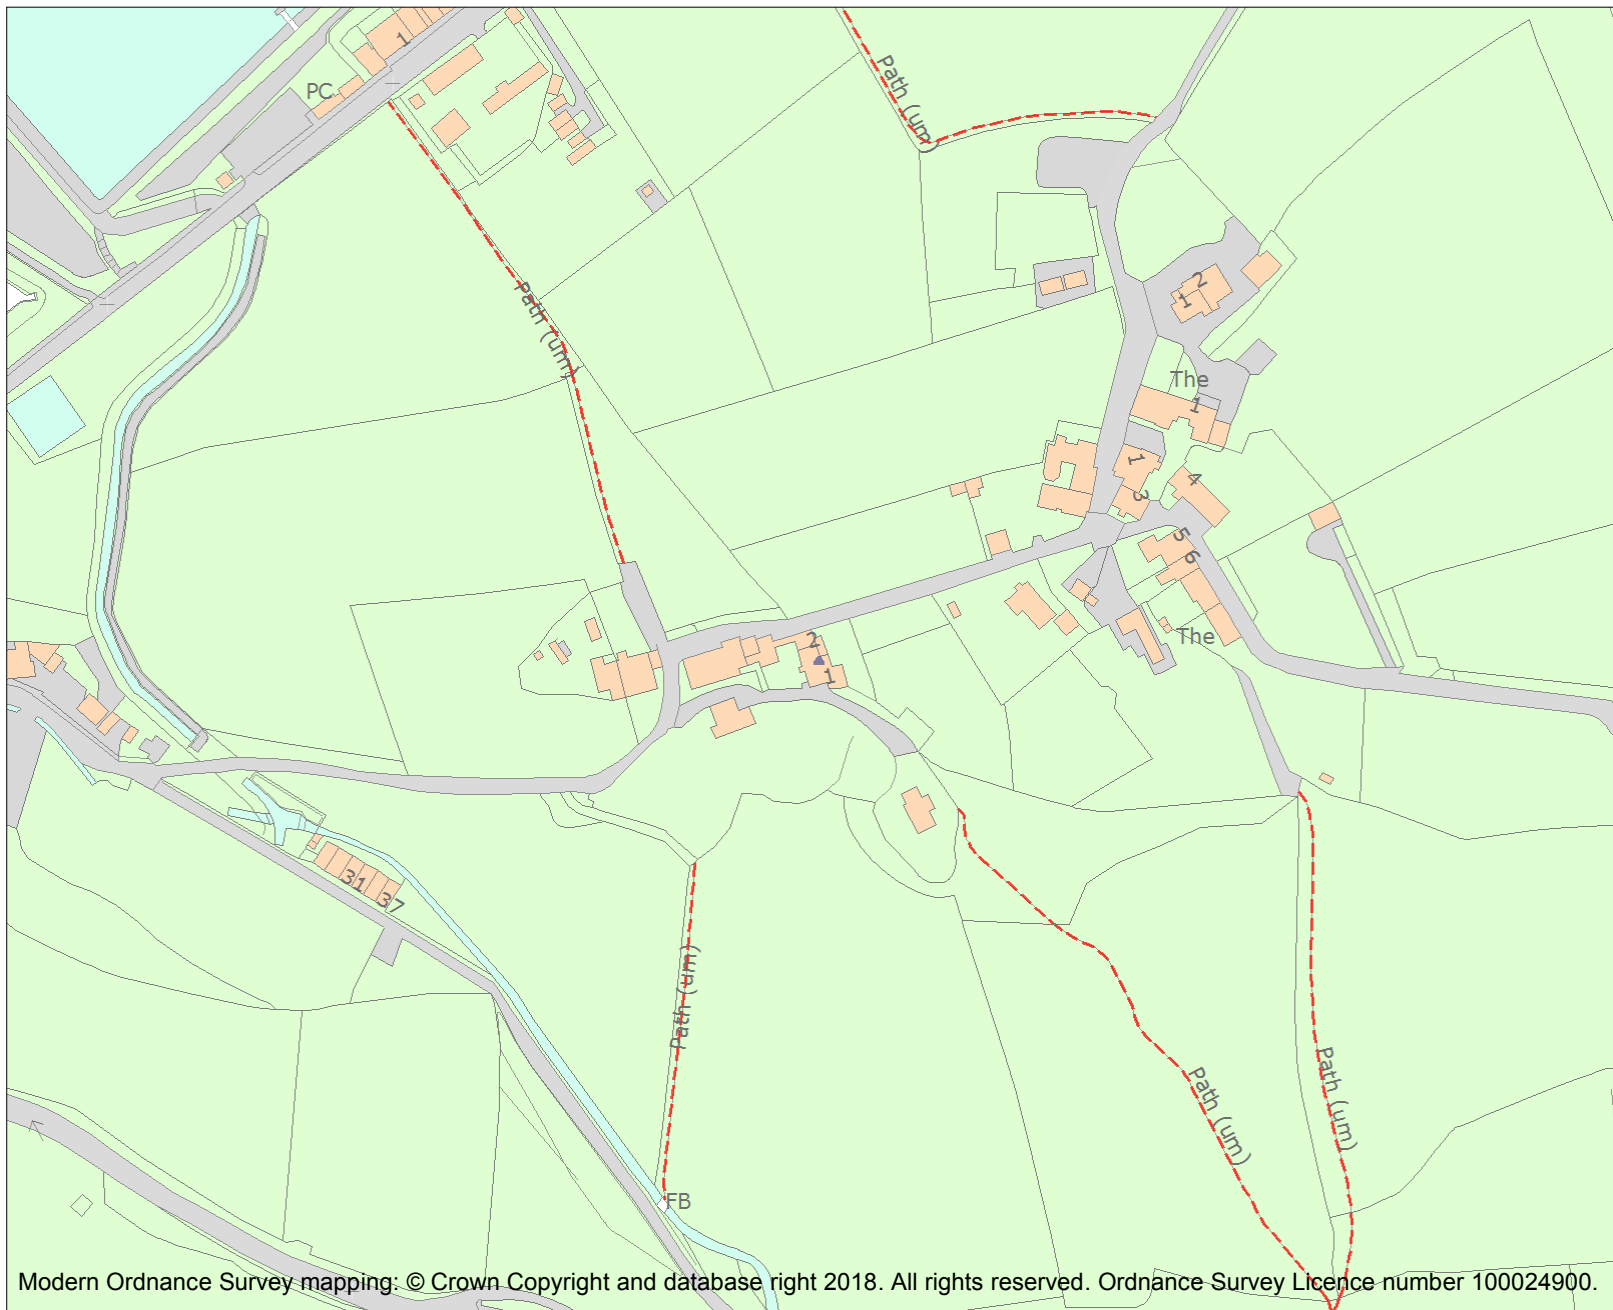 1
PC
Path (um)
Path (um)
2
1
The
1
1
3
4
5
6
The
2
1
31
37
Path (um)
Path (um)
Path (um)
FB
Modern Ordnance Survey mapping: © Crown Copyright and database right 2018. All rights reserved. Ordnance Survey Licence number 100024900.